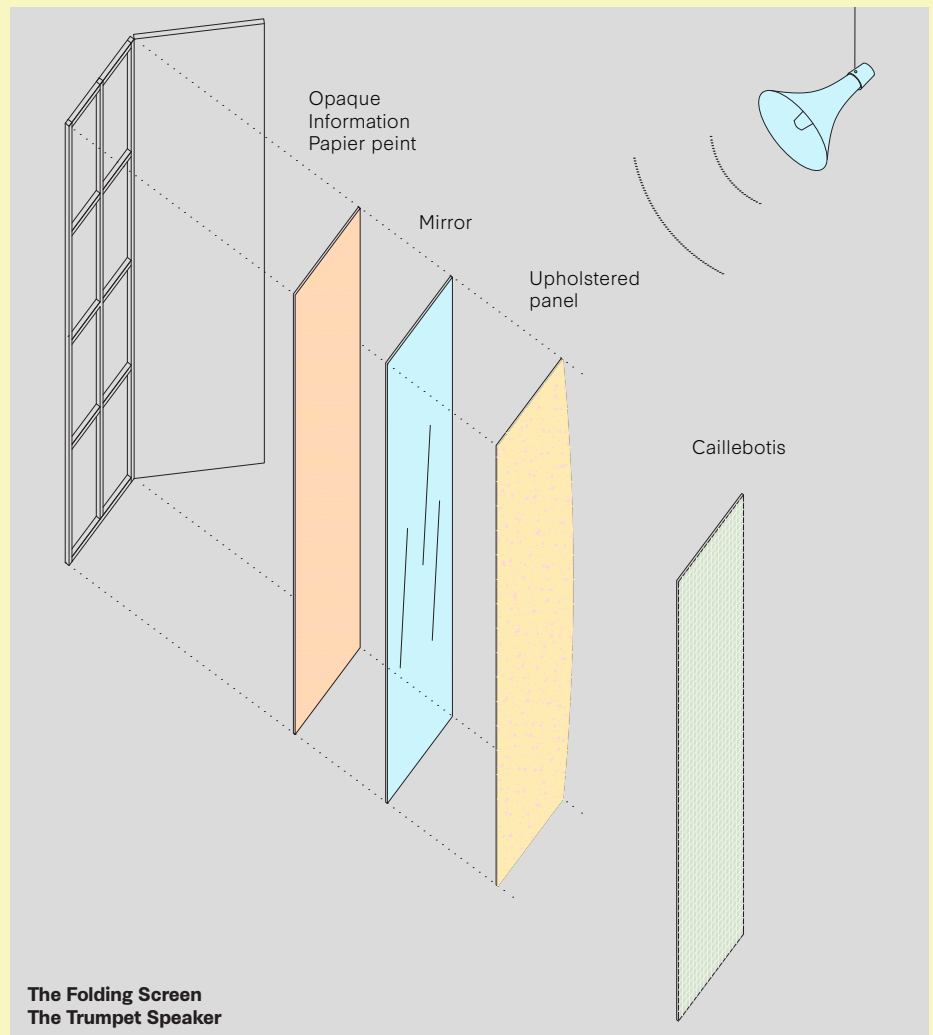 Opaque
Information
Papier peint
Mirror
Upholstered
panel
Caillebotis
The Folding Screen
The Trumpet Speaker